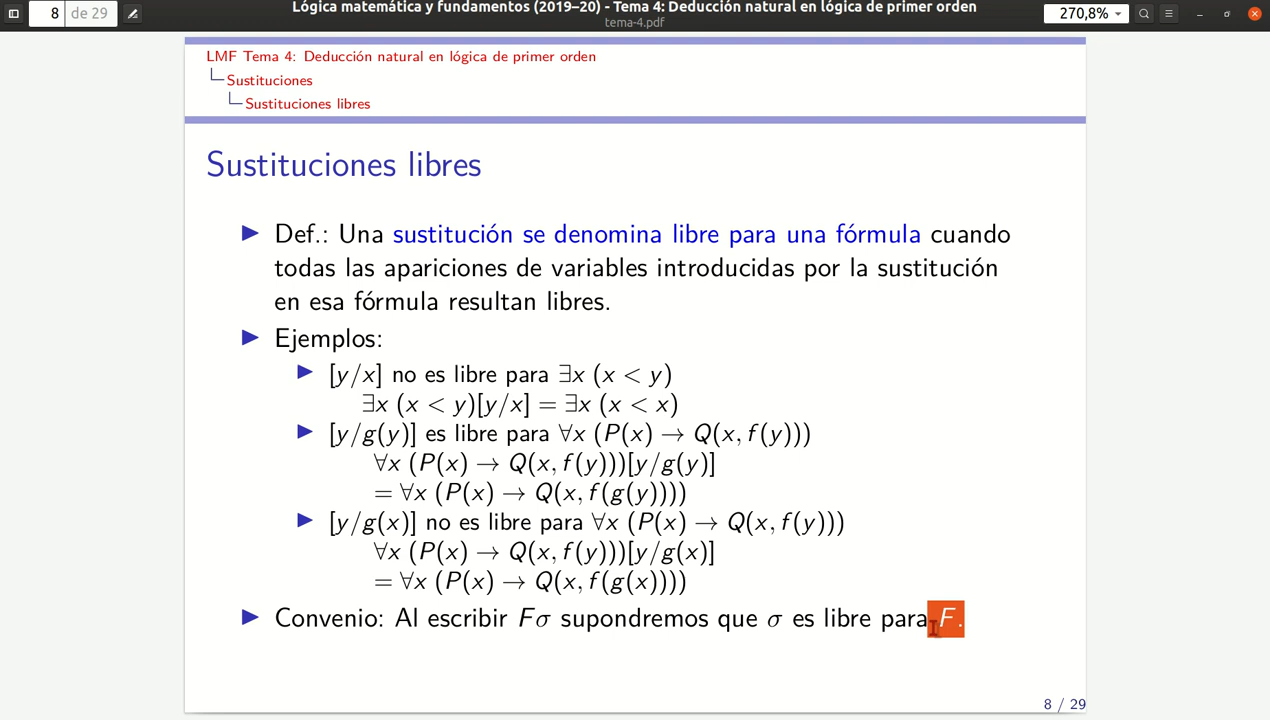 8 de 29
Lógica matemática y fundamentos (2019–20) - Tema 4: Deducción natural en lógica de primer orden
tema-4.pdf
270,8%
LMF Tema 4: Deducción natural en lógica de primer orden
Sustituciones
Sustituciones libres
Sustituciones libres
Def.: Una sustitución se denomina libre para una fórmula cuando
todas las apariciones de variables introducidas por la sustitución
en esa fórmula resultan libres.
Ejemplos:
[y/x] no es libre para ∃x (x < y)
∃x (x < y)[y/x] = ∃x (x < x)
[y/g(y)] es libre para ∀x (P(x) → Q(x, f(y)))
∀x (P(x) → Q(x, f(y)))[y/g(y)]
= ∀x (P(x) → Q(x, f(g(y))))
[y/g(x)] no es libre para ∀x (P(x) → Q(x, f(y)))
∀x (P(x) → Q(x, f(y)))[y/g(x)]
= ∀x (P(x) → Q(x, f(g(x))))
Convenio: Al escribir Fσ supondremos que σ es libre para F.
8 / 29